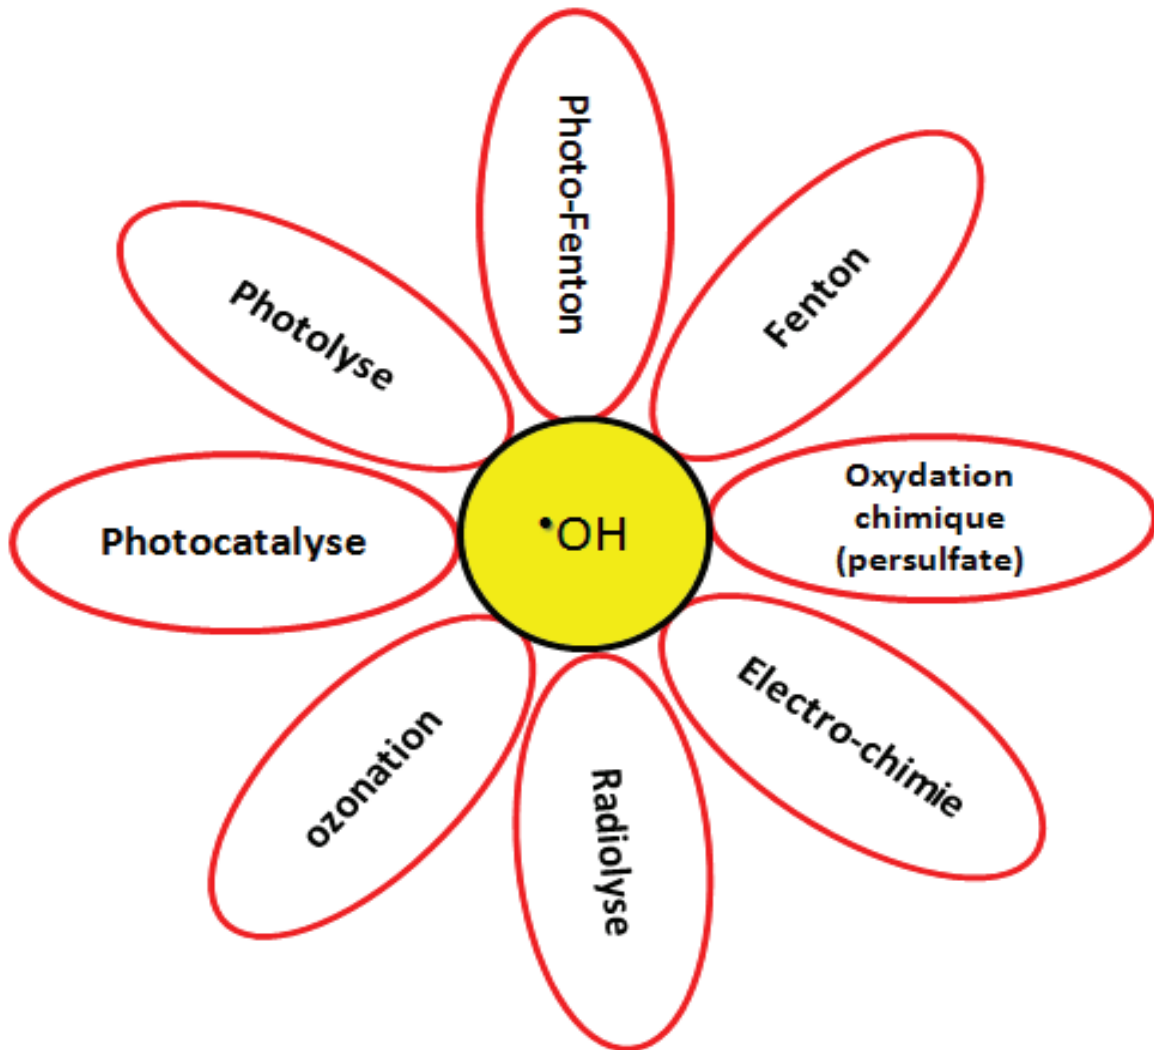 Photo-Fenton
Fenton
Oxydation
chimique
(persulfate)
Electro-chimie
Radiolyse
ozonation
Photocatalyse
Photolyse
•OH